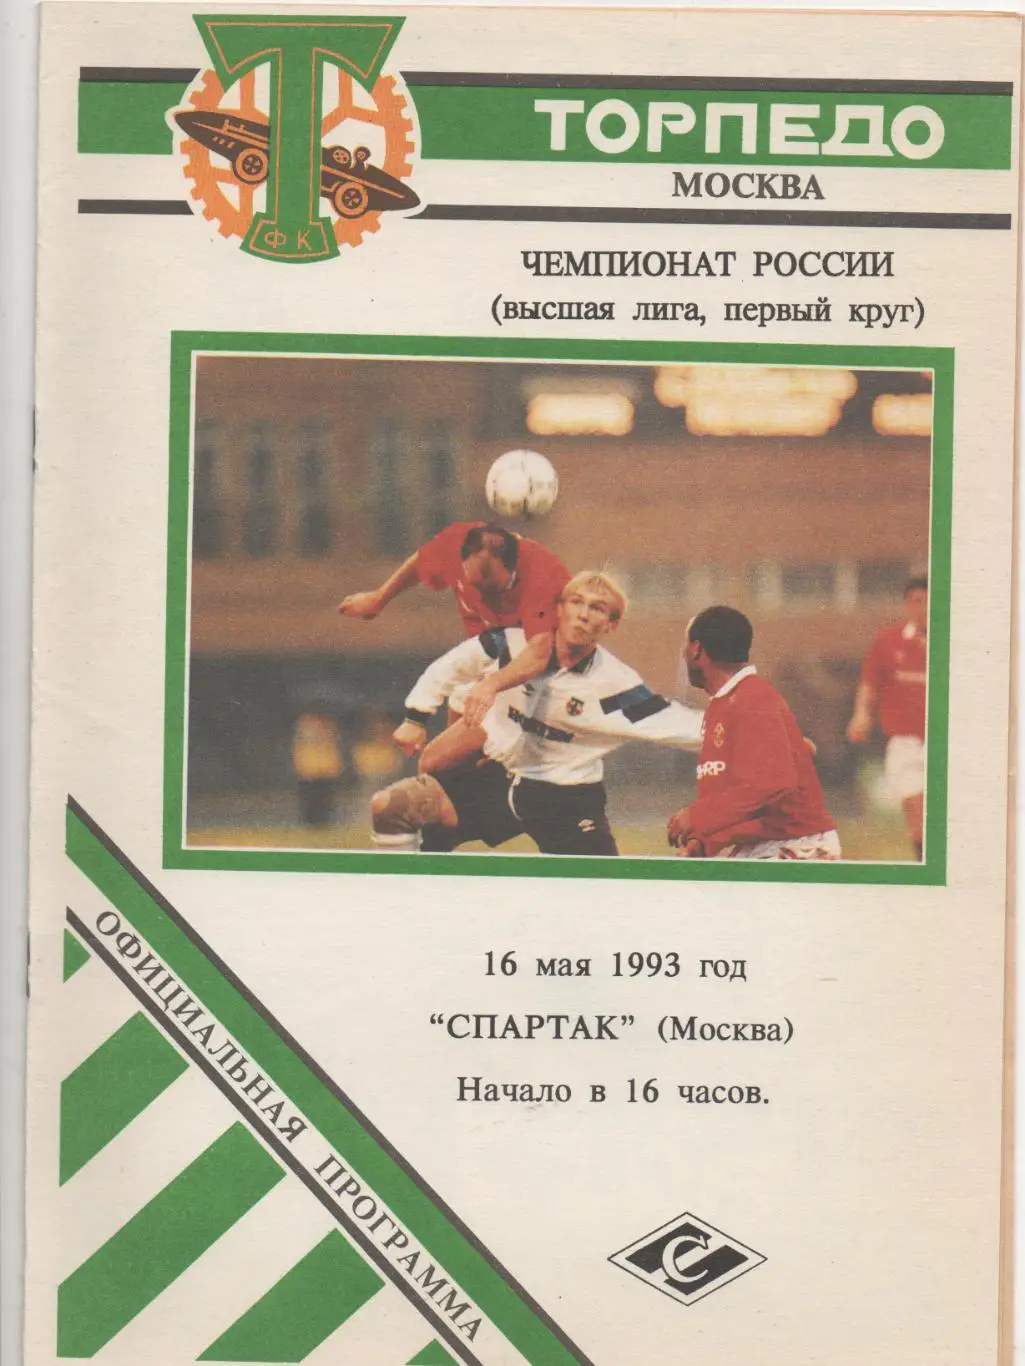 ТОРПЕДО
МОСКВА
ФК
ЧЕМПИОНАТ РОССИИ
(высшая лига, первый круг)
16 мая 1993 год
“СПАРТАК” (Москва)
Начало в 16 часов.
ОФИЦИАЛЬНАЯ ПРОГРАММА